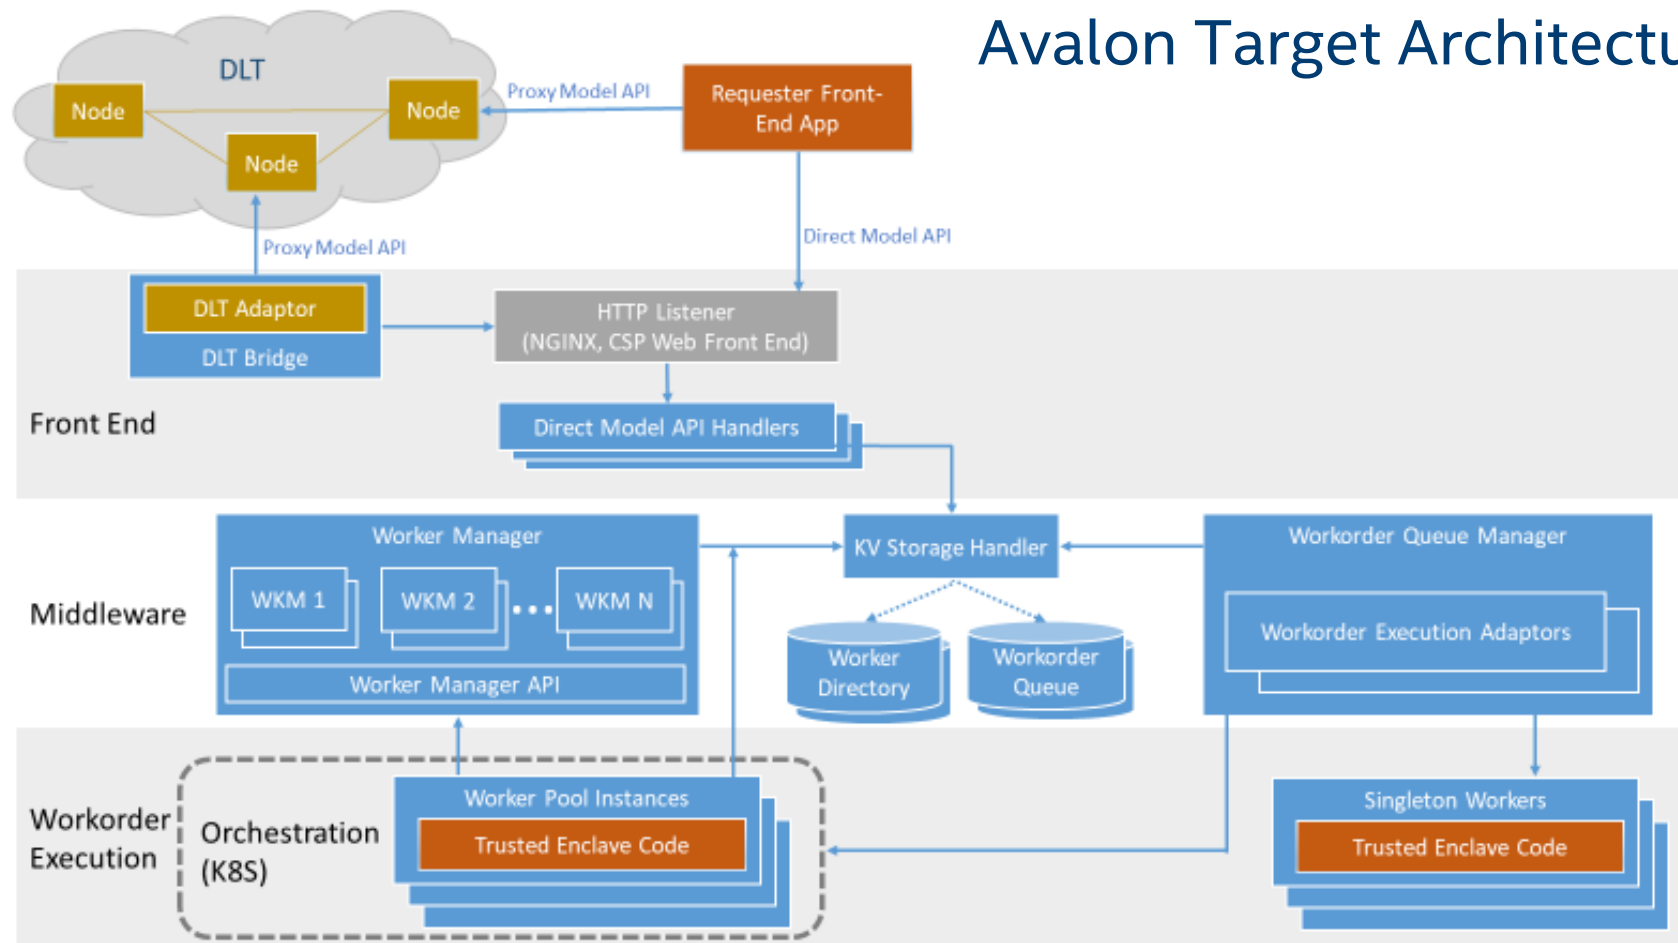 Avalon Target Architectu
DLT
Node
Node
Node
Proxy Model API
Requester Front-
End App
Proxy Model API
Direct Model API
DLT Adaptor
DLT Bridge
HTTP Listener
(NGINX, CSP Web Front End)
Front End
Direct Model API Handlers
Worker Manager
WKM 1
WKM 2
...
WKM N
Worker Manager API
KV Storage Handler
Workorder Queue Manager
Workorder Execution Adaptors
Middleware
Worker
Directory
Workorder
Queue
Workorder
Execution
Orchestration
(K8S)
Worker Pool Instances
Trusted Enclave Code
Singleton Workers
Trusted Enclave Code